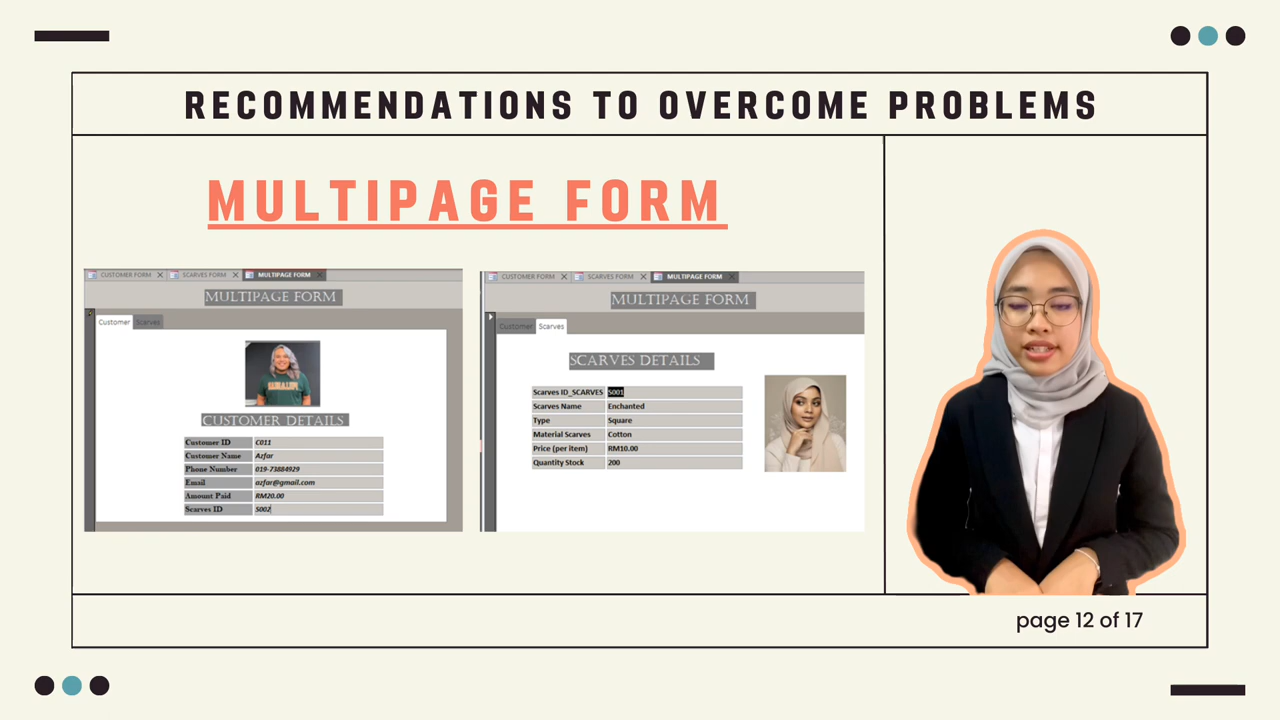 RECOMMENDATIONS TO OVERCOME PROBLEMS
MULTIPAGE FORM
CUSTOMER FORM SCARVES FORM MULTIPAGE FORM
MULTIPAGE FORM
Customer Scarves
CUSTOMER DETAILS
Customer ID C011
Customer Name Azfar
Phone Number 019-73884929
Email azfar@gmail.com
Amount Paid RM20.00
Scarves ID S002
CUSTOMER FORM SCARVES FORM MULTIPAGE FORM
MULTIPAGE FORM
Customer Scarves
SCARVES DETAILS
Scarves ID_SCARVES S001
Scarves Name Enchanted
Type Square
Material Scarves Cotton
Price (per item) RM10.00
Quantity Stock 200
page 12 of 17